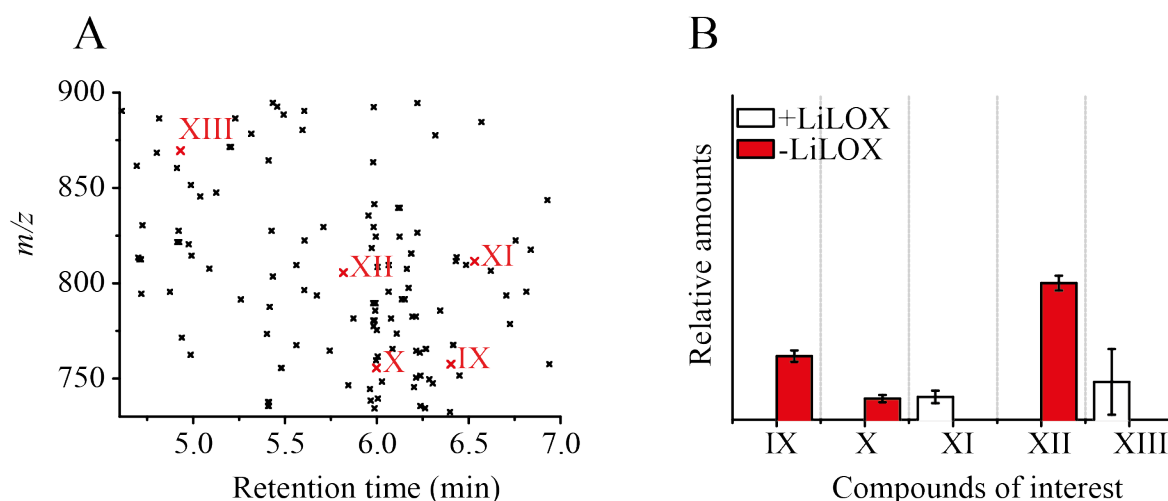 A
900
850
800
750
m/z
XIII
XII
XI
X
IX
5.0 5.5 6.0 6.5 7.0
Retention time (min)
B
+LiLOX
-LiLOX
Relative amounts
IX X XI XII XIII
Compounds of interest